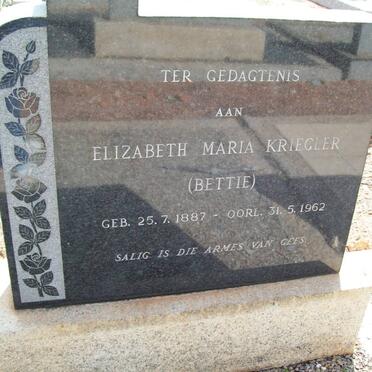 TER GEDAGTENIS
AAN
ELIZABETH MARIA KRIEGLER
(BETTIE)
GEB. 25.7.1887 - OORL. 31.5.1962
SALIG IS DIE ARMES VAN GEES